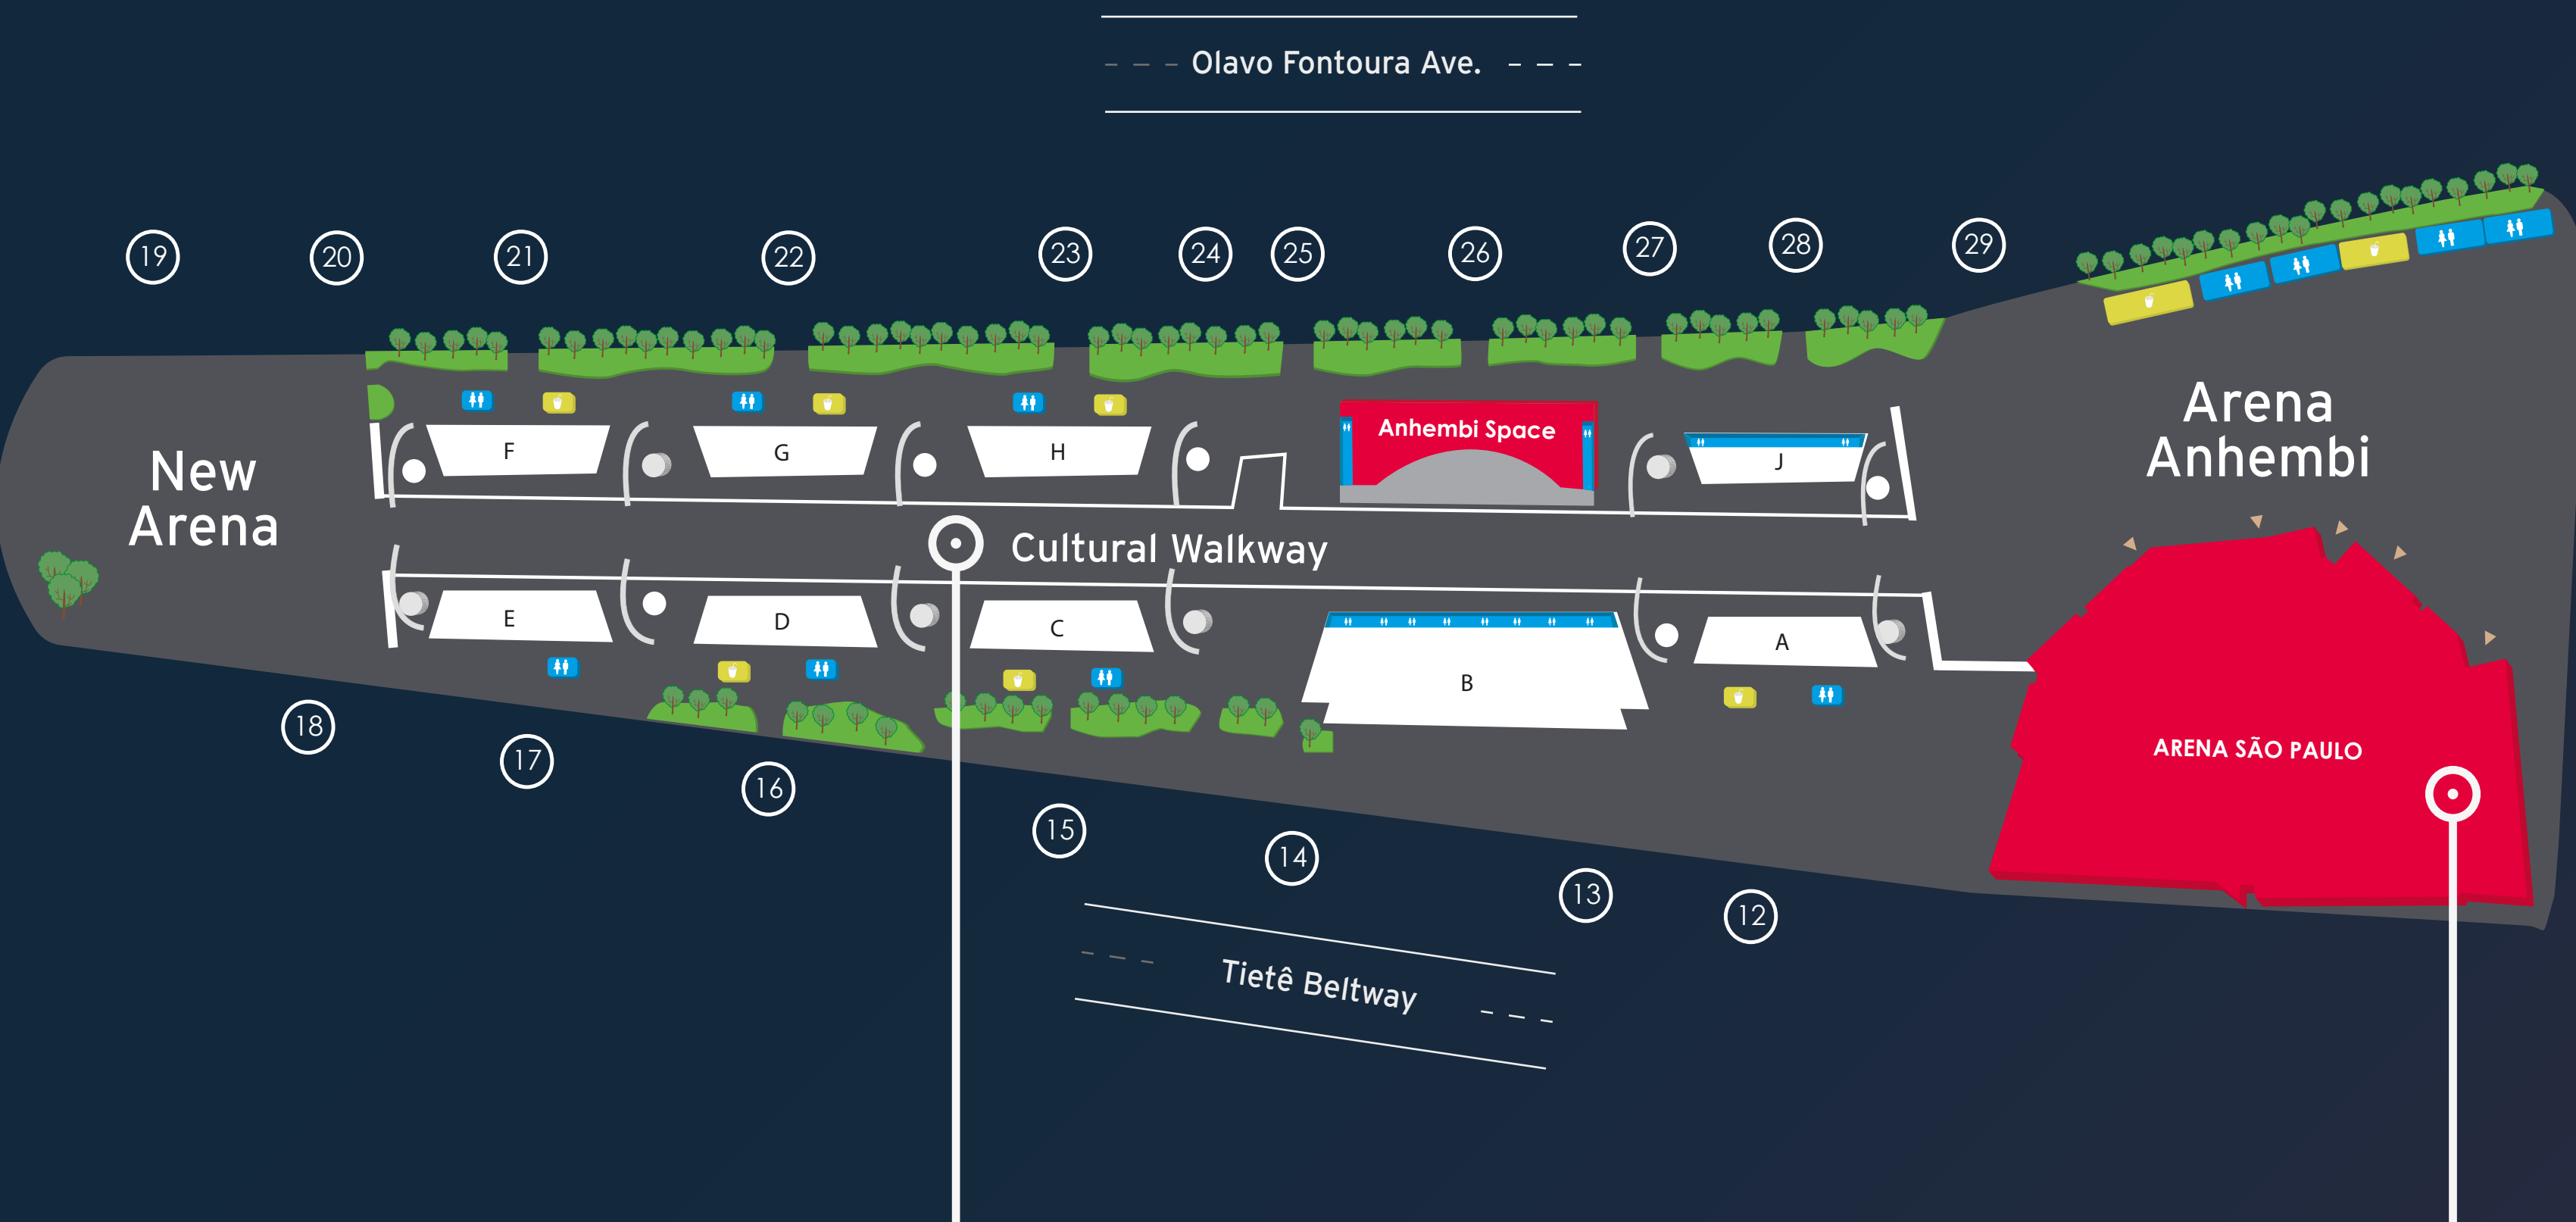 Olavo Fontoura Ave.
19
20
21
22
23
24
25
26
27
28
29
Arena
Anhembi
New
Arena
F
G
H
Anhembi Space
J
Cultural Walkway
E
D
C
B
A
ARENA SÃO PAULO
18
17
16
15
14
13
12
Tietê Beltway